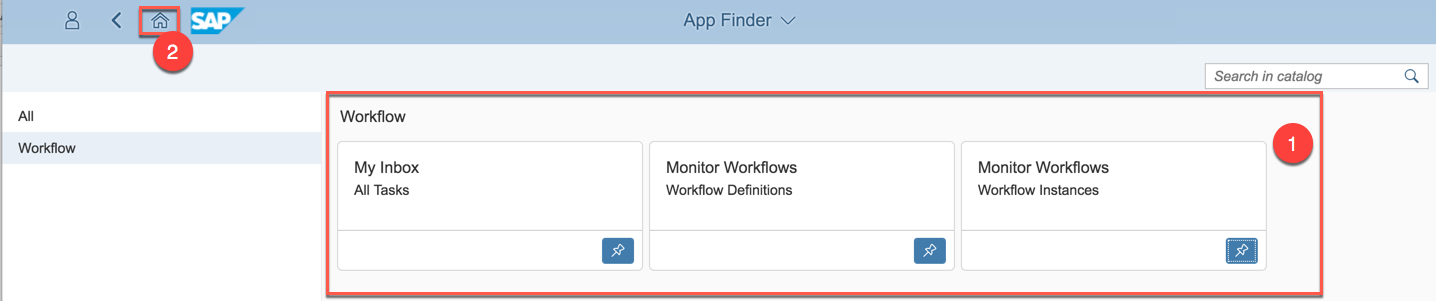 SAP
App Finder
2
Search in catalog
All
Workflow
Workflow
1
My Inbox
All Tasks
Monitor Workflows
Workflow Definitions
Monitor Workflows
Workflow Instances